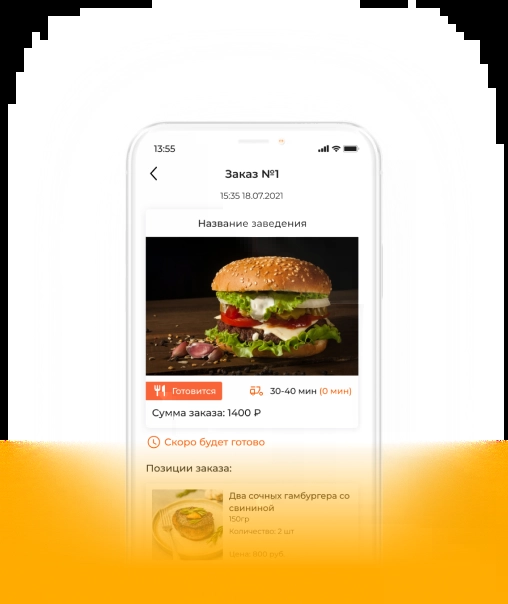 13:55
Заказ №1
15:35 18.07.2021
Название заведения
Готовится
30-40 мин (0 мин)
Сумма заказа: 1400 ₽
Скоро будет готово
Позиции заказа:
Два сочных гамбургера со
свининой
150гр
Количество: 2 шт
Цена: 800 руб.